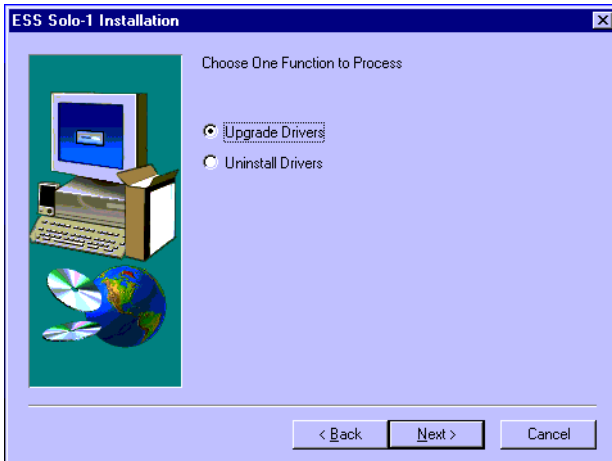 ESS Solo-1 Installation
Choose One Function to Process
Upgrade Drivers
Uninstall Drivers
< Back Next > Cancel